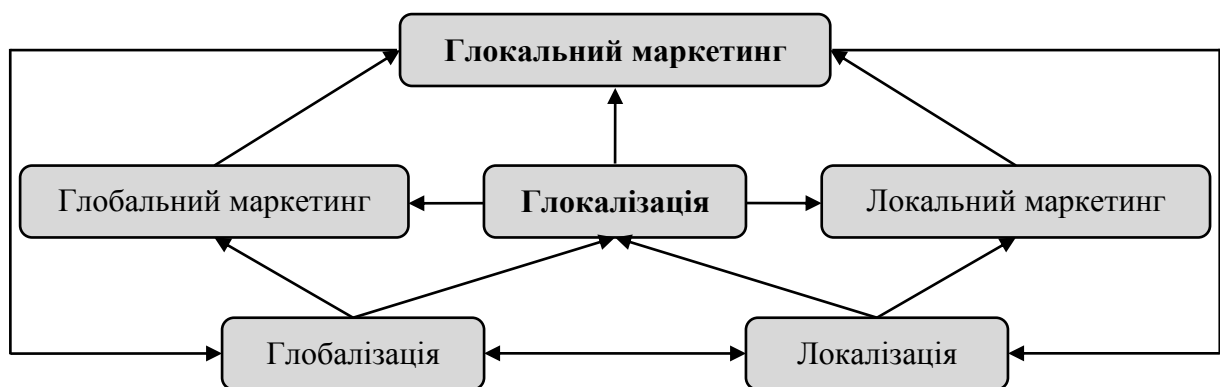 Глокальний маркетинг
Глобальний маркетинг
Глокалізація
Локальний маркетинг
Глобалізація
Локалізація